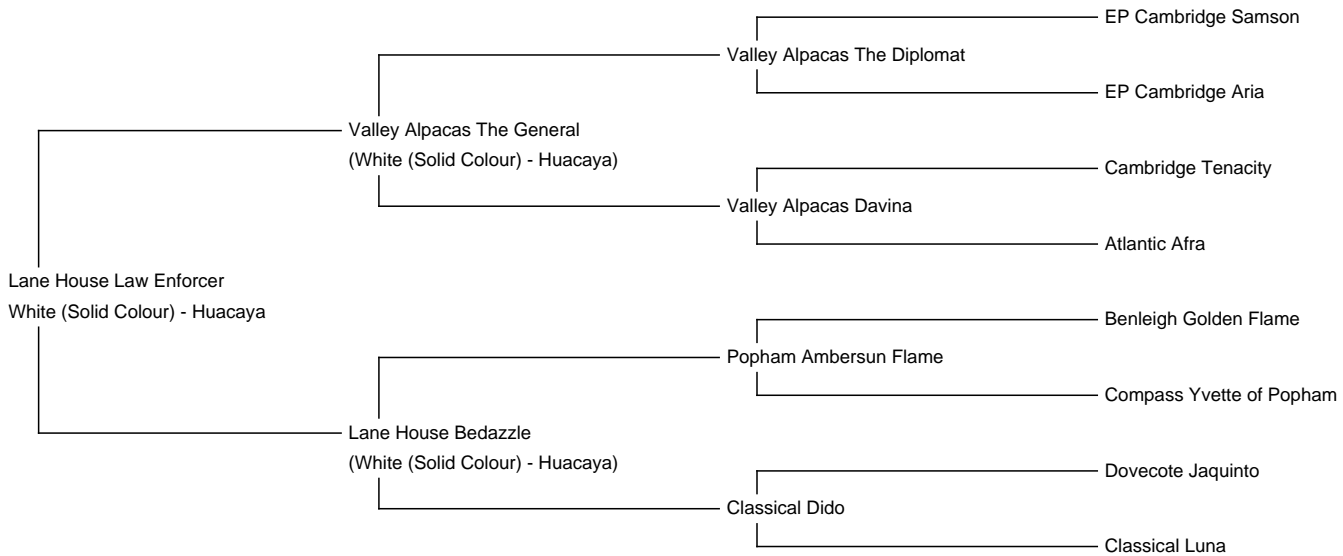 EP Cambridge Samson
Valley Alpacas The Diplomat
EP Cambridge Aria
Valley Alpacas The General
(White (Solid Colour) - Huacaya)
Cambridge Tenacity
Valley Alpacas Davina
Atlantic Afra
Lane House Law Enforcer
White (Solid Colour) - Huacaya
Benleigh Golden Flame
Popham Ambersun Flame
Compass Yvette of Popham
Lane House Bedazzle
(White (Solid Colour) - Huacaya)
Dovecote Jaquinto
Classical Dido
Classical Luna